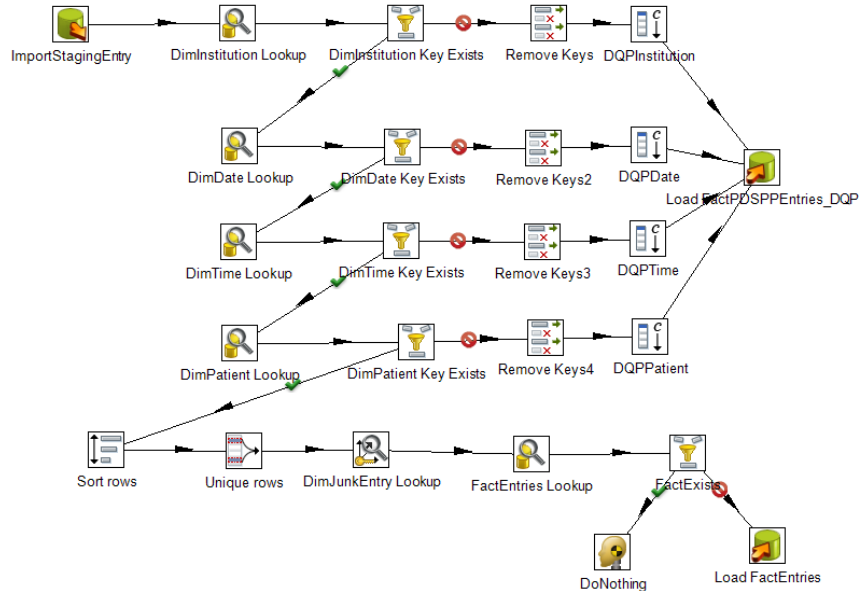 ImportStagingEntry
DimInstitution Lookup
DimInstitution Key Exists
Remove Keys
DQPInstitution
DimDate Lookup
DimDate Key Exists
Remove Keys2
DQPDate
Load FactPDSPPEntries_DQP
DimTime Lookup
DimTime Key Exists
Remove Keys3
DQPTime
DimPatient Lookup
DimPatient Key Exists
Remove Keys4
DQPPatient
Sort rows
Unique rows
DimJunkEntry Lookup
FactEntries Lookup
FactExists
DoNothing
Load FactEntries